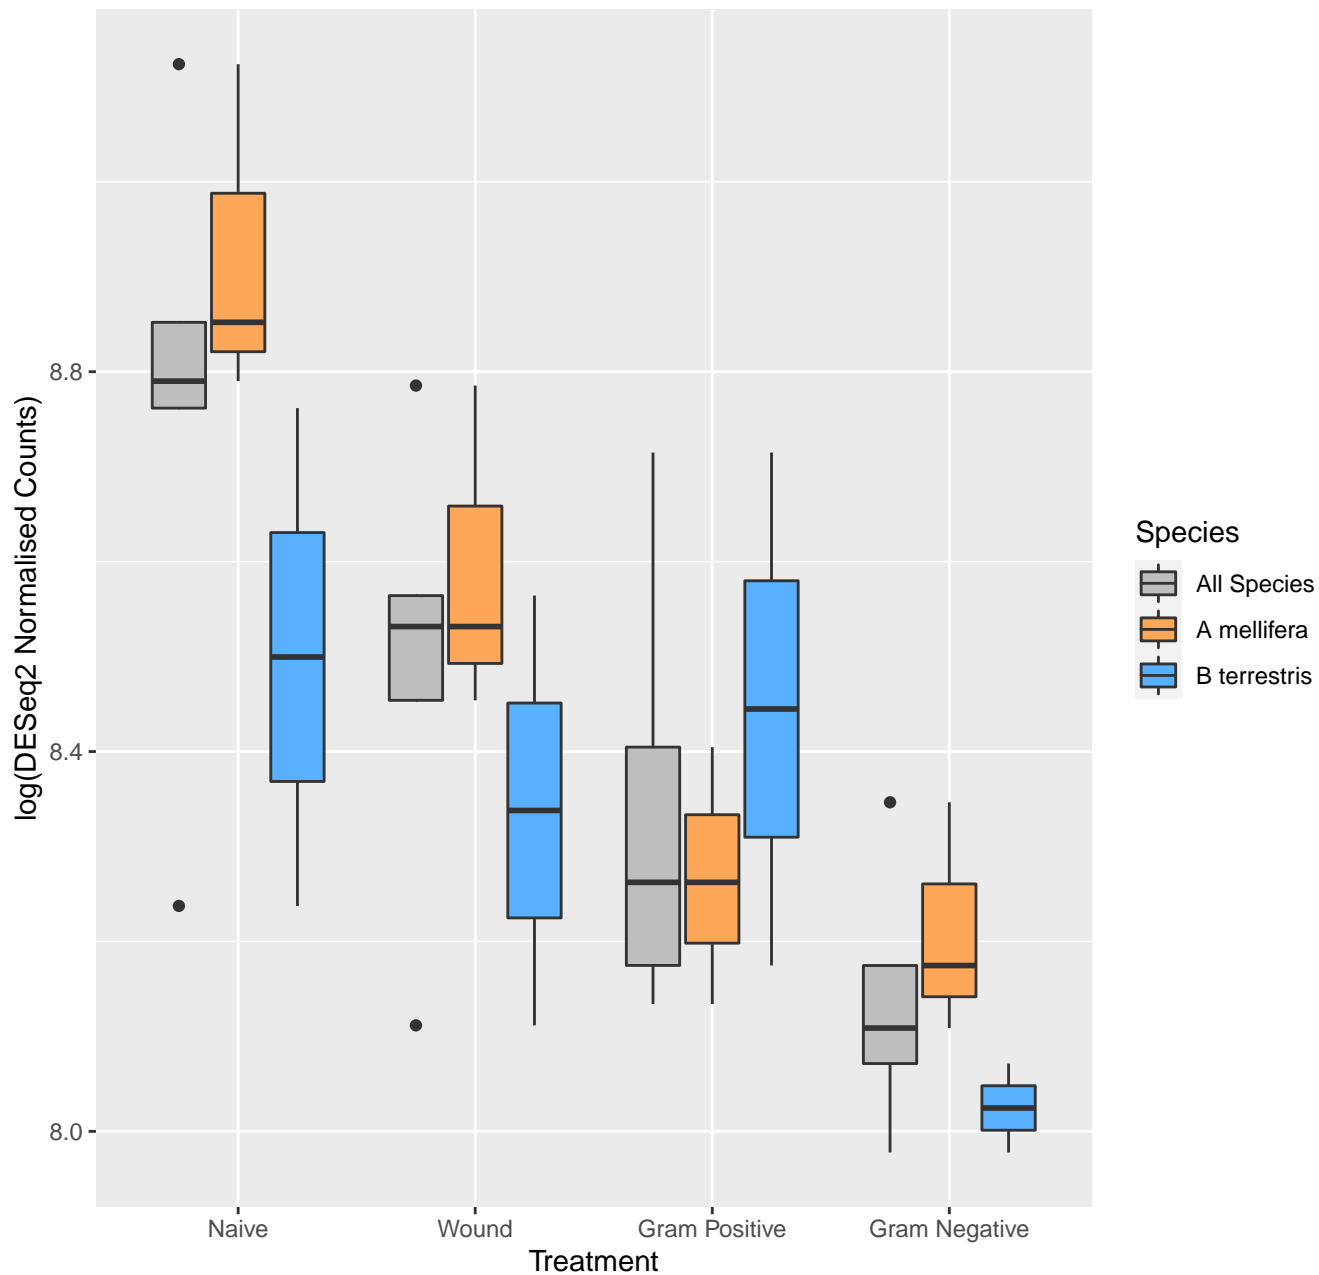 log(DESeq2 Normalised Counts)
8.8
8.4
8.0
Naive
Wound
Gram Positive
Gram Negative
Treatment
Species
All Species
A mellifera
B terrestris